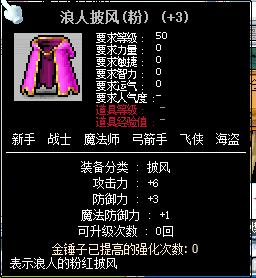 浪人披风(粉) (+3)
要求等级： 50
要求力量： 0
要求敏捷： 0
要求智力： 0
要求运气： 0
要求人气度： -
道具等级： -
道具经验值： -
新手 战士 魔法师 弓箭手 飞侠 海盗
装备分类 : 披风
攻击力 : +6
防御力 : +3
魔法防御力 : +1
可升级次数 : 0回
金锤子已提高的强化次数: 0
表示浪人的粉红披风